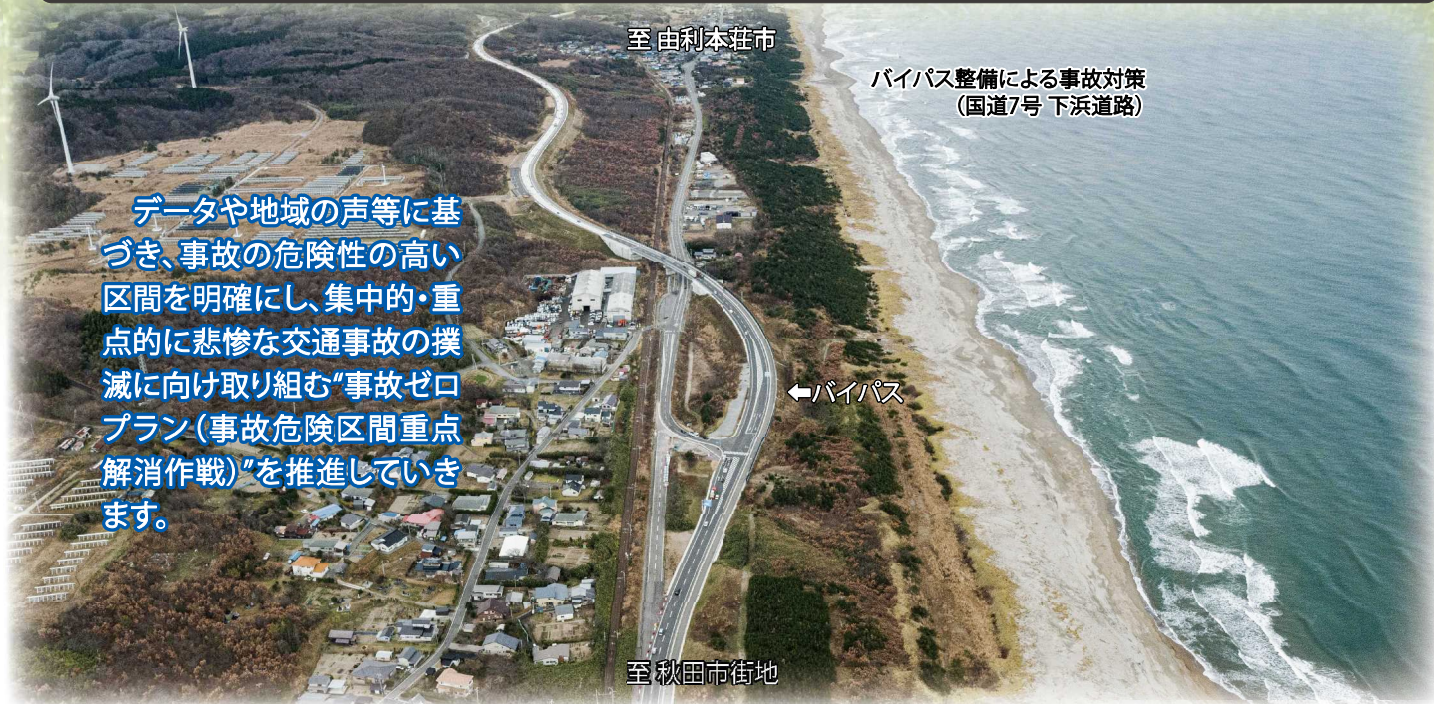 至 由利本荘市
バイパス整備による事故対策
（国道7号 下浜道路）
データや地域の声等に基
づき、事故の危険性の高い
区間を明確にし、集中的・重
点的に悲惨な交通事故の撲
滅に向け取り組む“事故ゼロ
プラン（事故危険区間重点
解消作戦）”を推進していき
ます。
⬅バイパス
至 秋田市街地